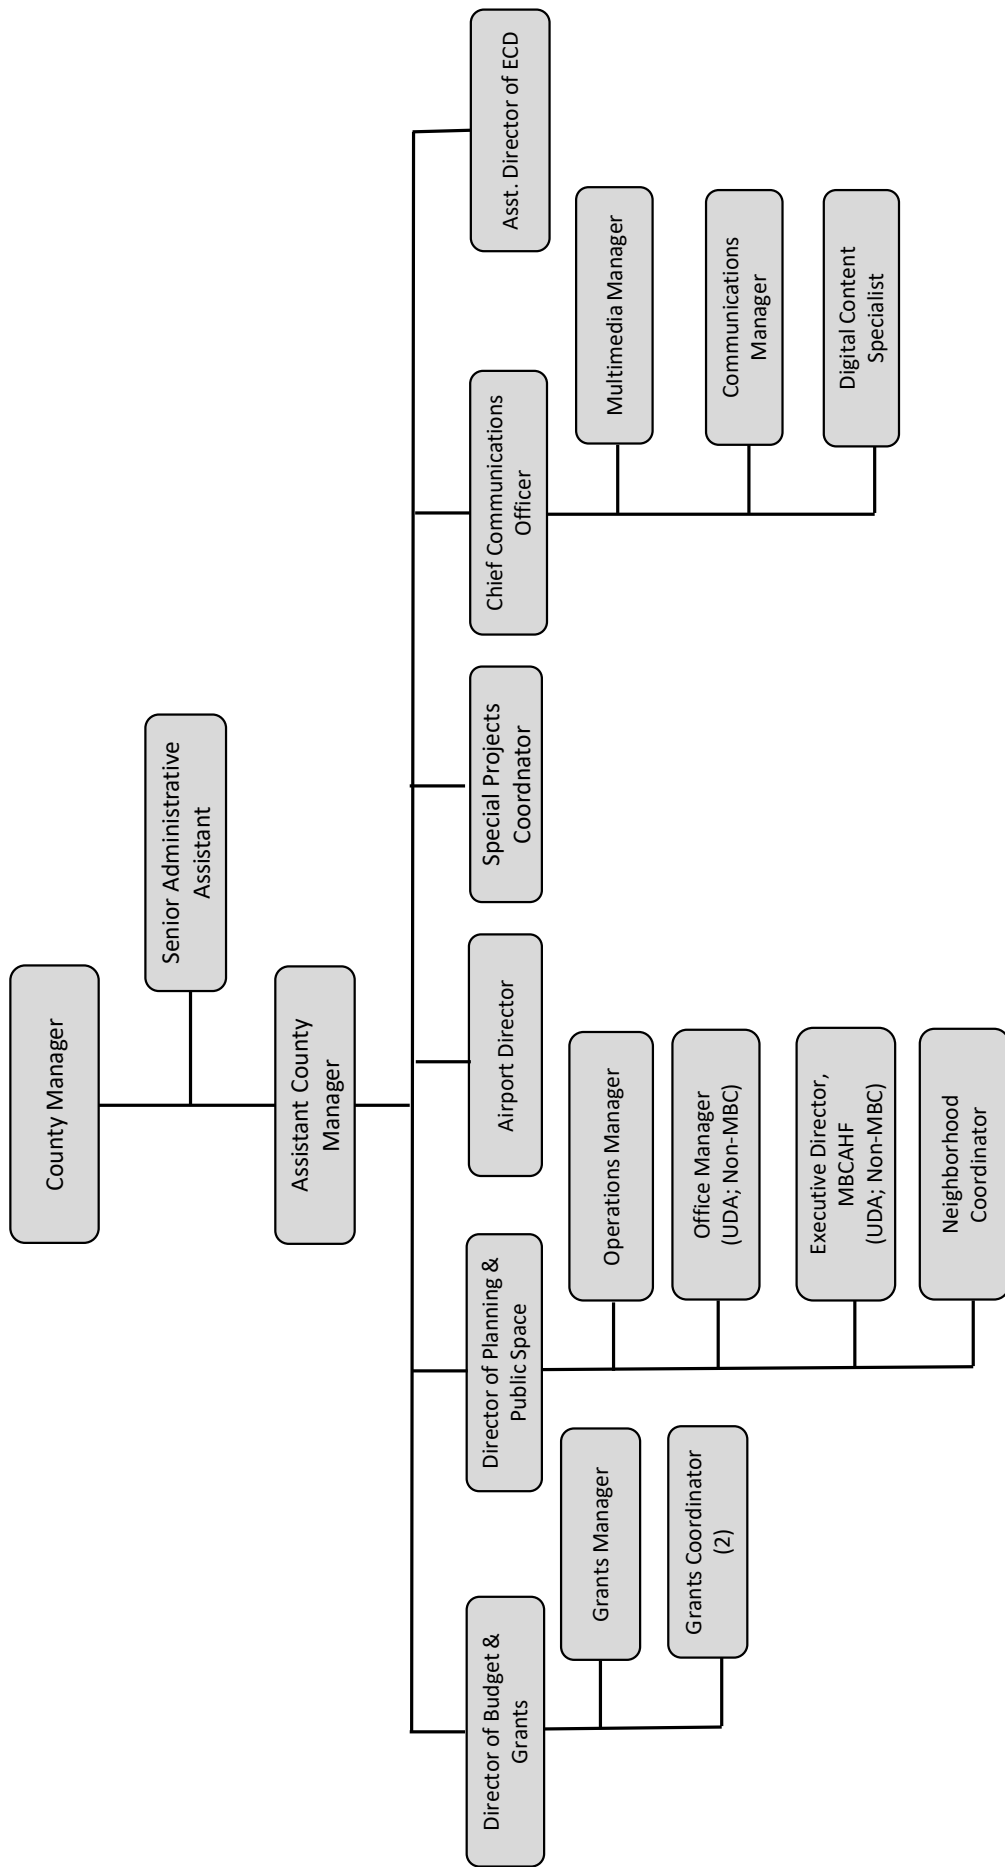 County Manager
Senior Administrative
Assistant
Assistant County
Manager
Director of Budget &
Grants
Director of Planning &
Public Space
Airport Director
Special Projects
Coordnator
Chief Communications
Officer
Asst. Director of ECD
Grants Manager
Grants Coordinator
(2)
Operations Manager
Office Manager
(UDA; Non-MBC)
Executive Director,
MBCAHF
(UDA; Non-MBC)
Neighborhood
Coordinator
Multimedia Manager
Communications
Manager
Digital Content
Specialist